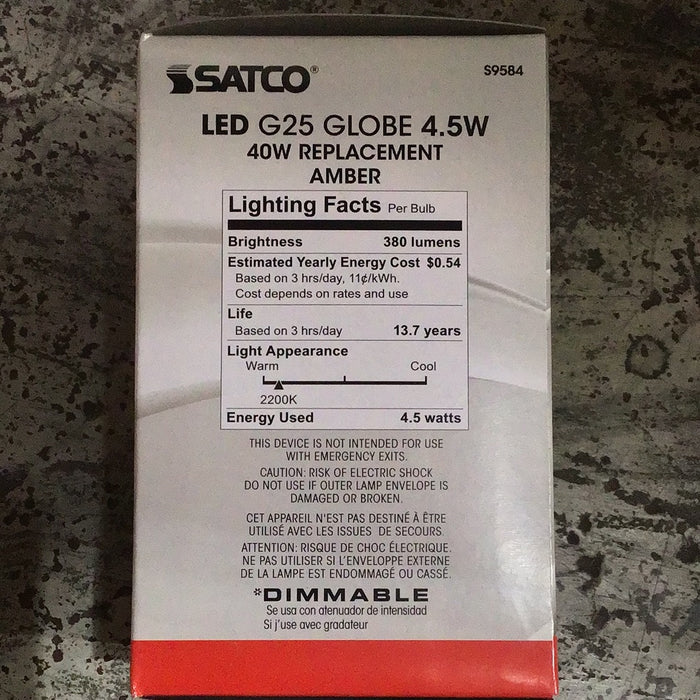 SATCO®
S9584
LED G25 GLOBE 4.5W
40W REPLACEMENT
AMBER
Lighting Facts Per Bulb
Brightness 380 lumens
Estimated Yearly Energy Cost $0.54
Based on 3 hrs/day, 11¢/kWh.
Cost depends on rates and use
Life
Based on 3 hrs/day 13.7 years
Light Appearance
Warm Cool
2200K
Energy Used 4.5 watts
THIS DEVICE IS NOT INTENDED FOR USE
WITH EMERGENCY EXITS.
CAUTION: RISK OF ELECTRIC SHOCK
DO NOT USE IF OUTER LAMP ENVELOPE IS
DAMAGED OR BROKEN.
CET APPAREIL N'EST PAS DESTINÉ À ÊTRE
UTILISÉ AVEC LES ISSUES DE SECOURS.
ATTENTION: RISQUE DE CHOC ÉLECTRIQUE.
NE PAS UTILISER SI L'ENVELOPPE EXTERNE
DE LA LAMPE EST ENDOMMAGÉ OU CASSÉ.
*DIMMABLE
Se usa con atenuador de intensidad
Si j'use avec gradateur